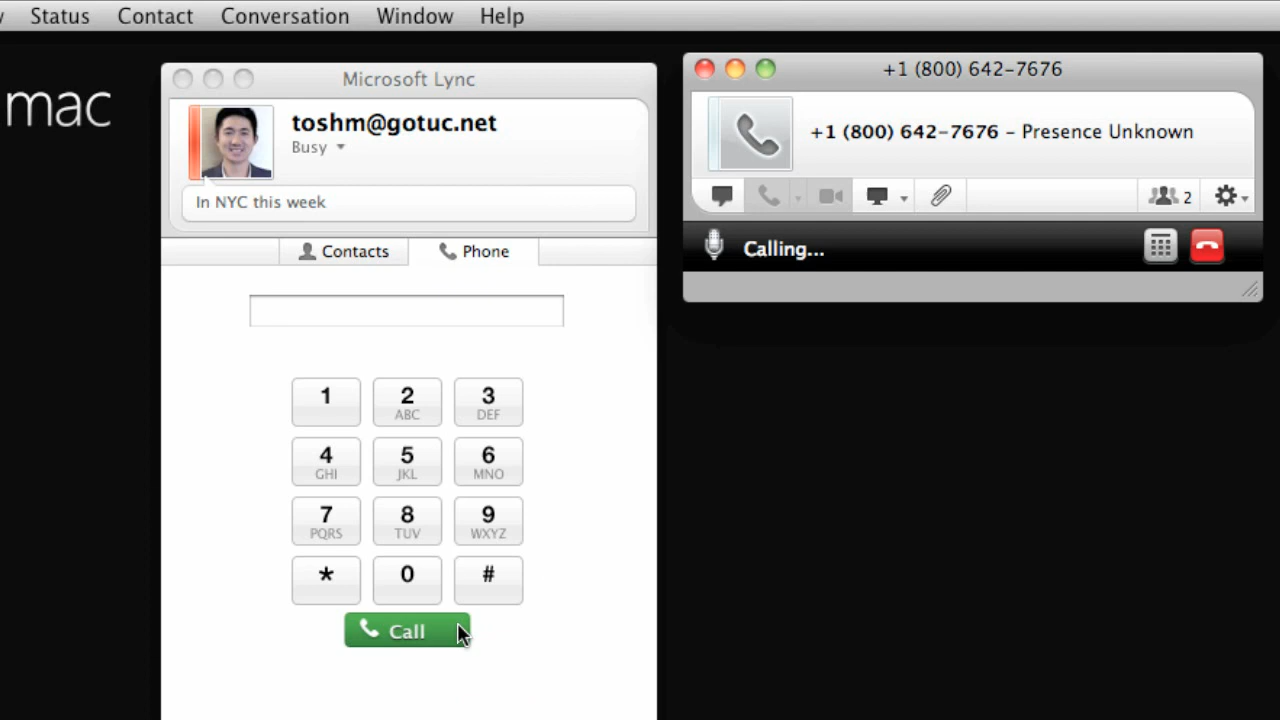 Status Contact Conversation Window Help
mac
Microsoft Lync
toshm@gotuc.net
Busy
In NYC this week
Contacts Phone
1 2 ABC 3 DEF
4 GHI 5 JKL 6 MNO
7 PQRS 8 TUV 9 WXYZ
* 0 #
Call
+1 (800) 642-7676
+1 (800) 642-7676 – Presence Unknown
2
Calling...